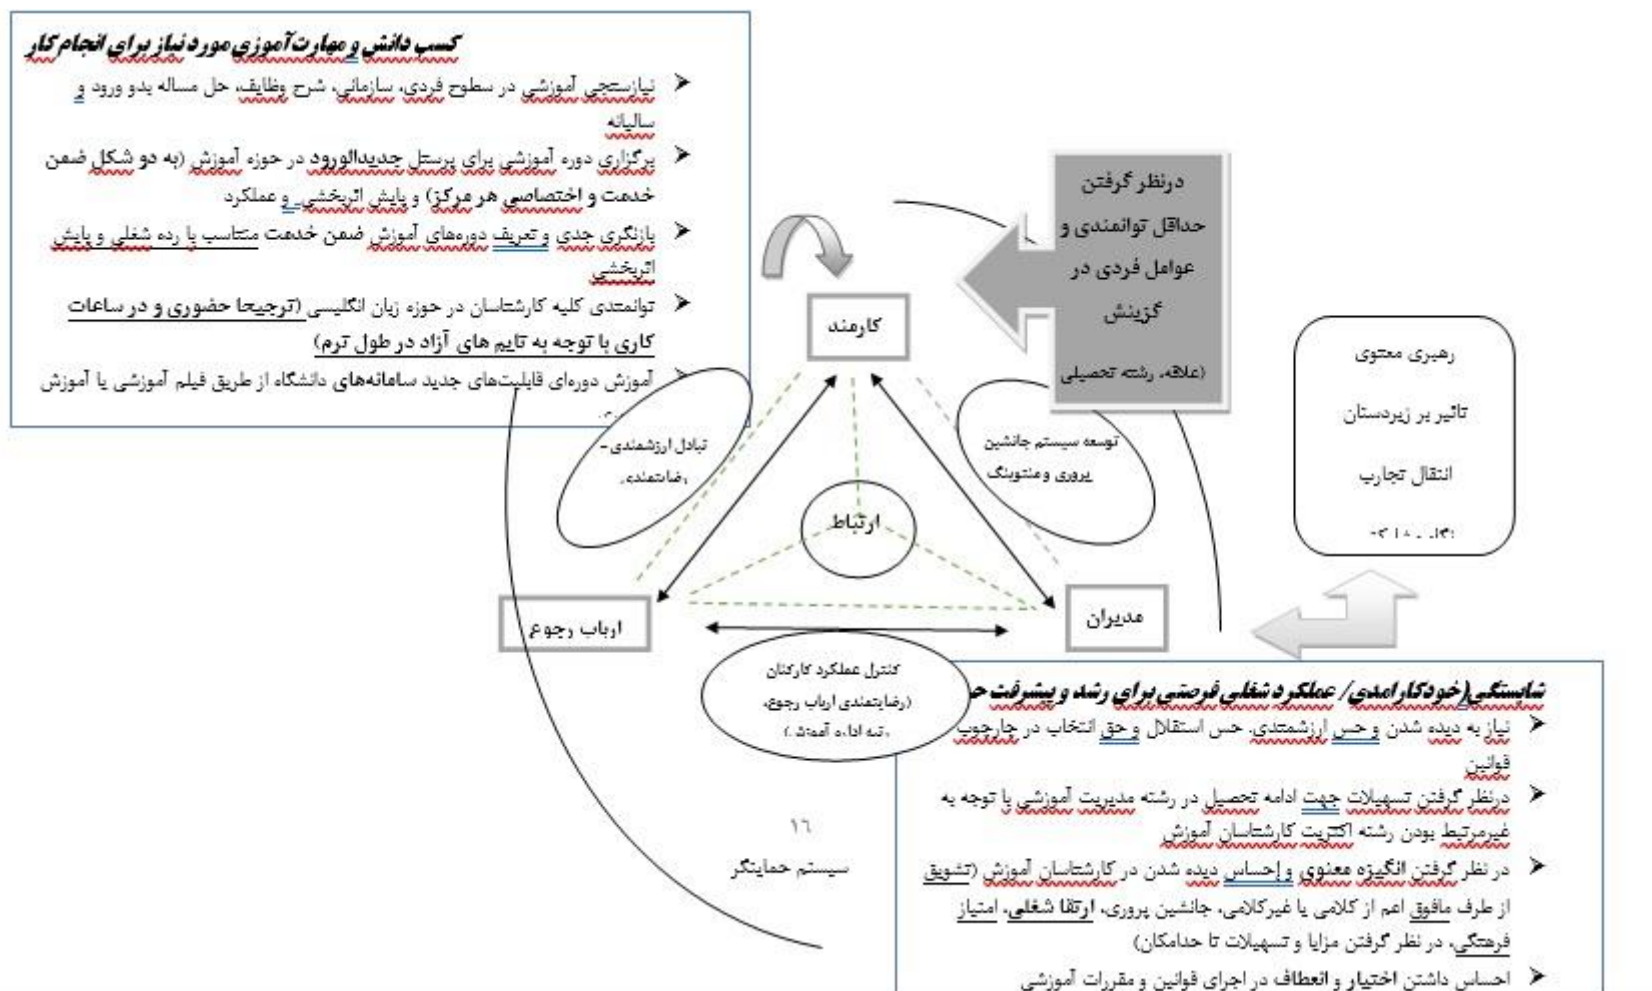 کسب دانش و مهارت‌آموزی مورد نیاز برای انجام کار
نیازسنجی آموزشی در سطوح فردی، سازمانی، شرح وظایف، حل مساله بدو ورود و
سالیانه
برگزاری دوره آموزشی برای پرسنل جدیدالورود در حوزه آموزش (به دو شکل ضمن
خدمت و اختصاصی هر مرکز) و پایش اثربخشی و عملکرد
بازنگری جدی و تعریف دوره‌های آموزش ضمن خدمت متناسب با رده شغلی و پایش
اثربخشی
توانمندی کلیه کارشناسان در حوزه زبان انگلیسی (ترجیحا حضوری و در ساعات
کاری با توجه به تایم های آزاد در طول ترم)
آموزش دوره‌ای قابلیت‌های جدید سامانه‌های دانشگاه از طریق فیلم آموزشی یا آموزش
درنظر گرفتن
حداقل توانمندی و
عوامل فردی در
گزینش
(علاقه، رشته تحصیلی
کارمند
رهبری معنوی
تاثیر بر زیردستان
انتقال تجارب
تبادل ارزشمندی -
رضایتمندی
توسعه سیستم جانشین
پروری و منتوینگ
ارتباط
ارباب رجوع
مدیران
کنترل عملکرد کارکنان
(رضایتمندی ارباب رجوع،
رتبه اداره آموزش)
۱۶
سیستم حمایتگر
شایستگی(خودکارامدی/ عملکرد شغلی فرصتی برای رشد و پیشرفت
نیاز به دیده شدن و حس ارزشمندی. حس استقلال و حق انتخاب در چارچوب
قوانین
درنظر گرفتن تسهیلات جهت ادامه تحصیل در رشته مدیریت آموزشی با توجه به
غیرمرتبط بودن رشته اکثریت کارشناسان آموزش
در نظر گرفتن انگیزه معنوی و احساس دیده شدن در کارشناسان آموزش (تشویق
از طرف مافوق اعم از کلامی یا غیرکلامی، جانشین پروری، ارتقا شغلی، امتیاز
فرهنگی، در نظر گرفتن مزایا و تسهیلات تا حدامکان)
احساس داشتن اختیار و انعطاف در اجرای قوانین و مقررات آموزشی